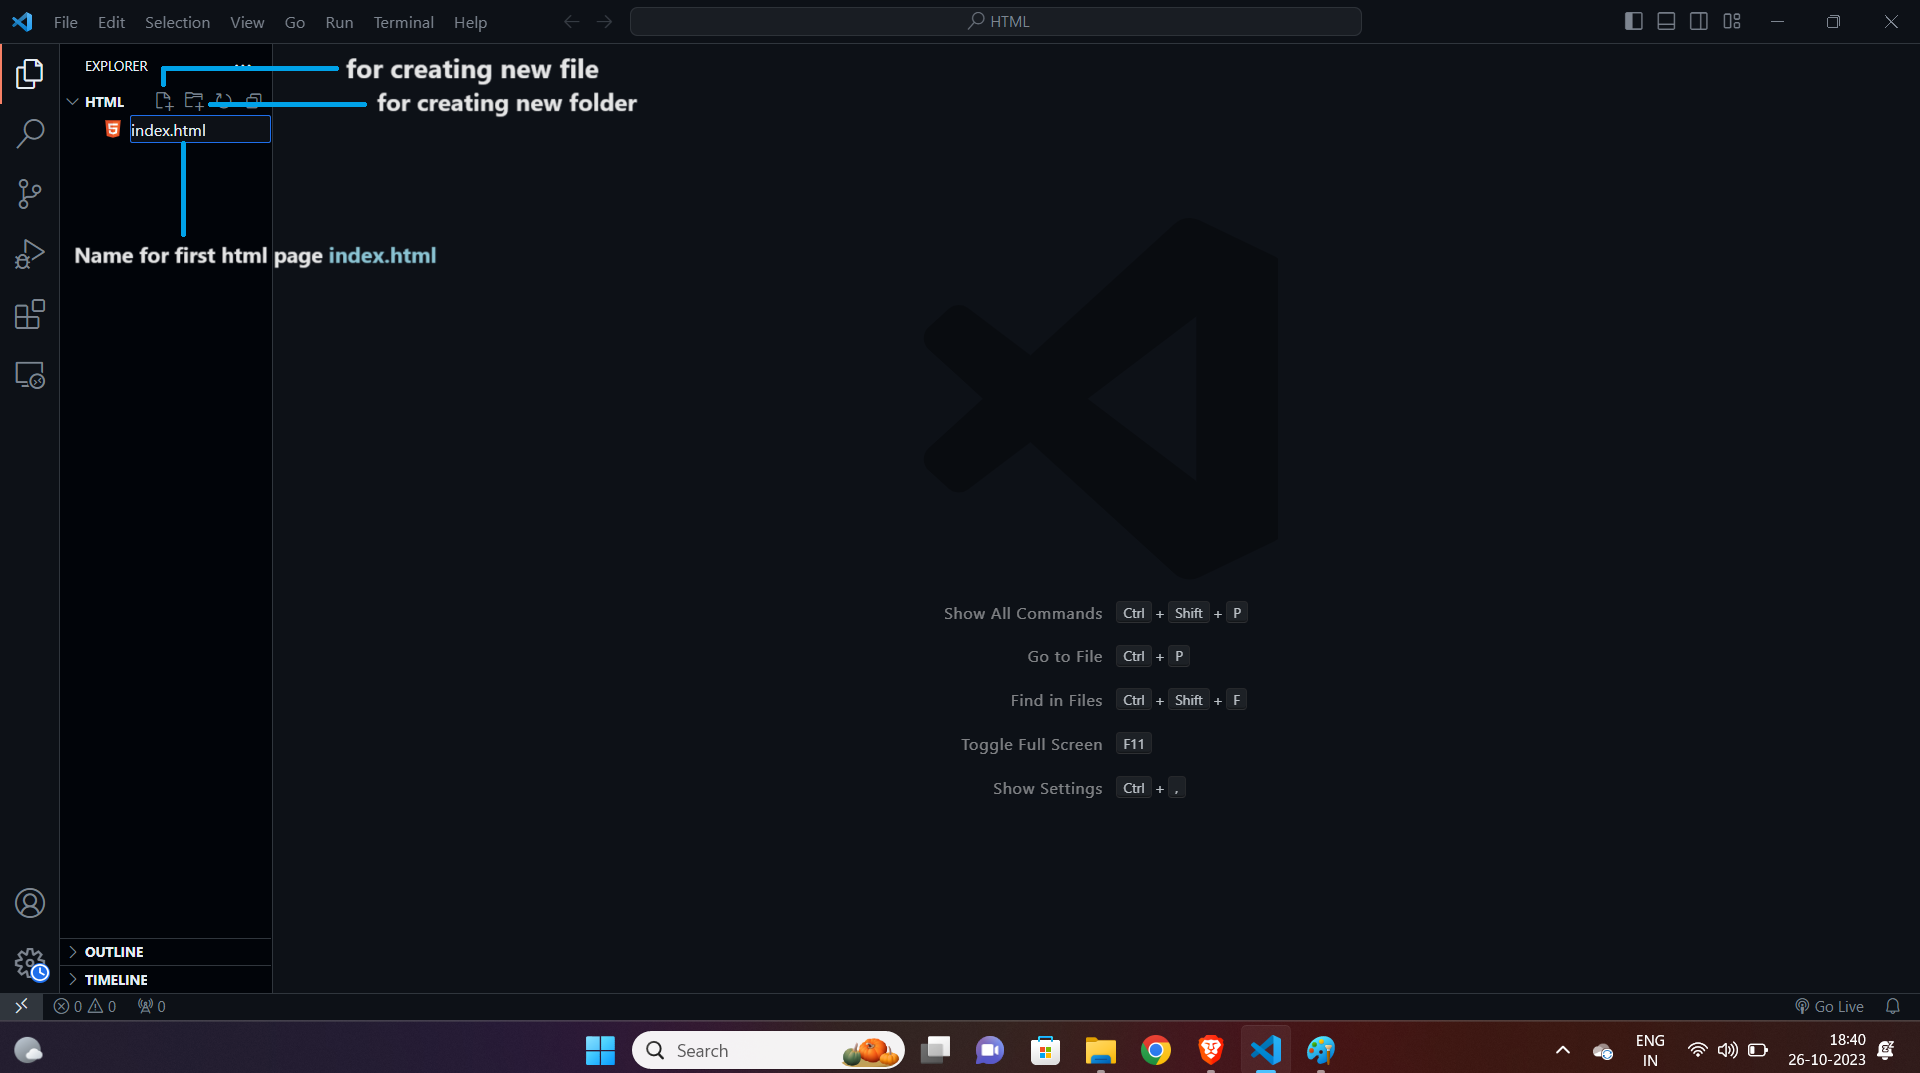 File Edit Selection View Go Run Terminal Help
HTML
EXPLORER
for creating new file
HTML
for creating new folder
index.html
Name for first html page index.html
Show All Commands Ctrl + Shift + P
Go to File Ctrl + P
Find in Files Ctrl + Shift + F
Toggle Full Screen F11
Show Settings Ctrl + ,
OUTLINE
TIMELINE
0 0 0
Go Live
Search
ENG
IN
18:40
26-10-2023